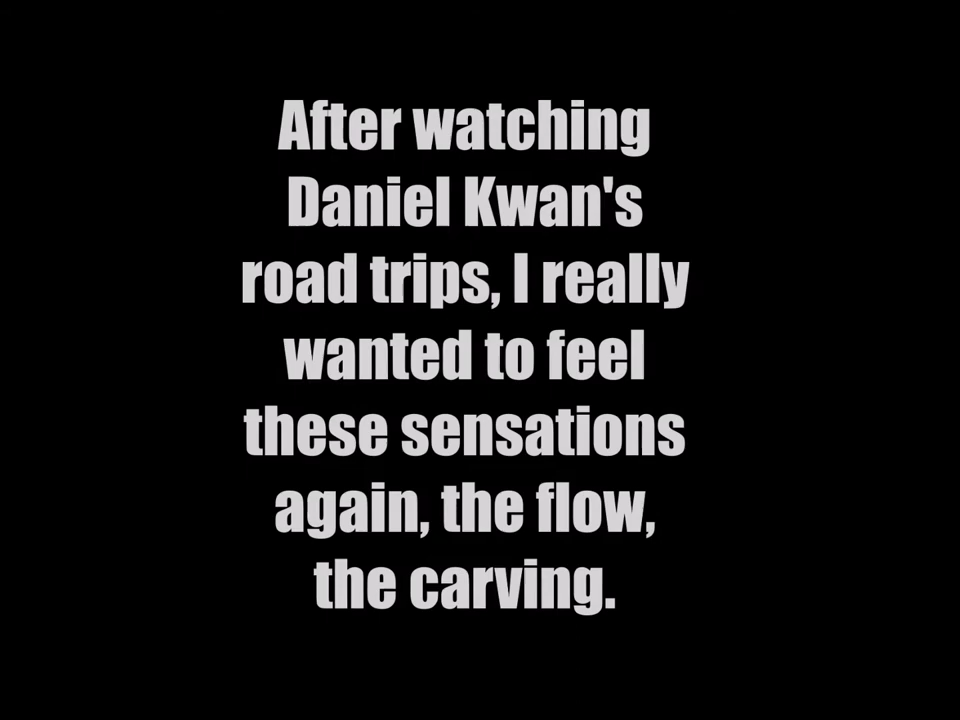 After watching
Daniel Kwan's
road trips, I really
wanted to feel
these sensations
again, the flow,
the carving.